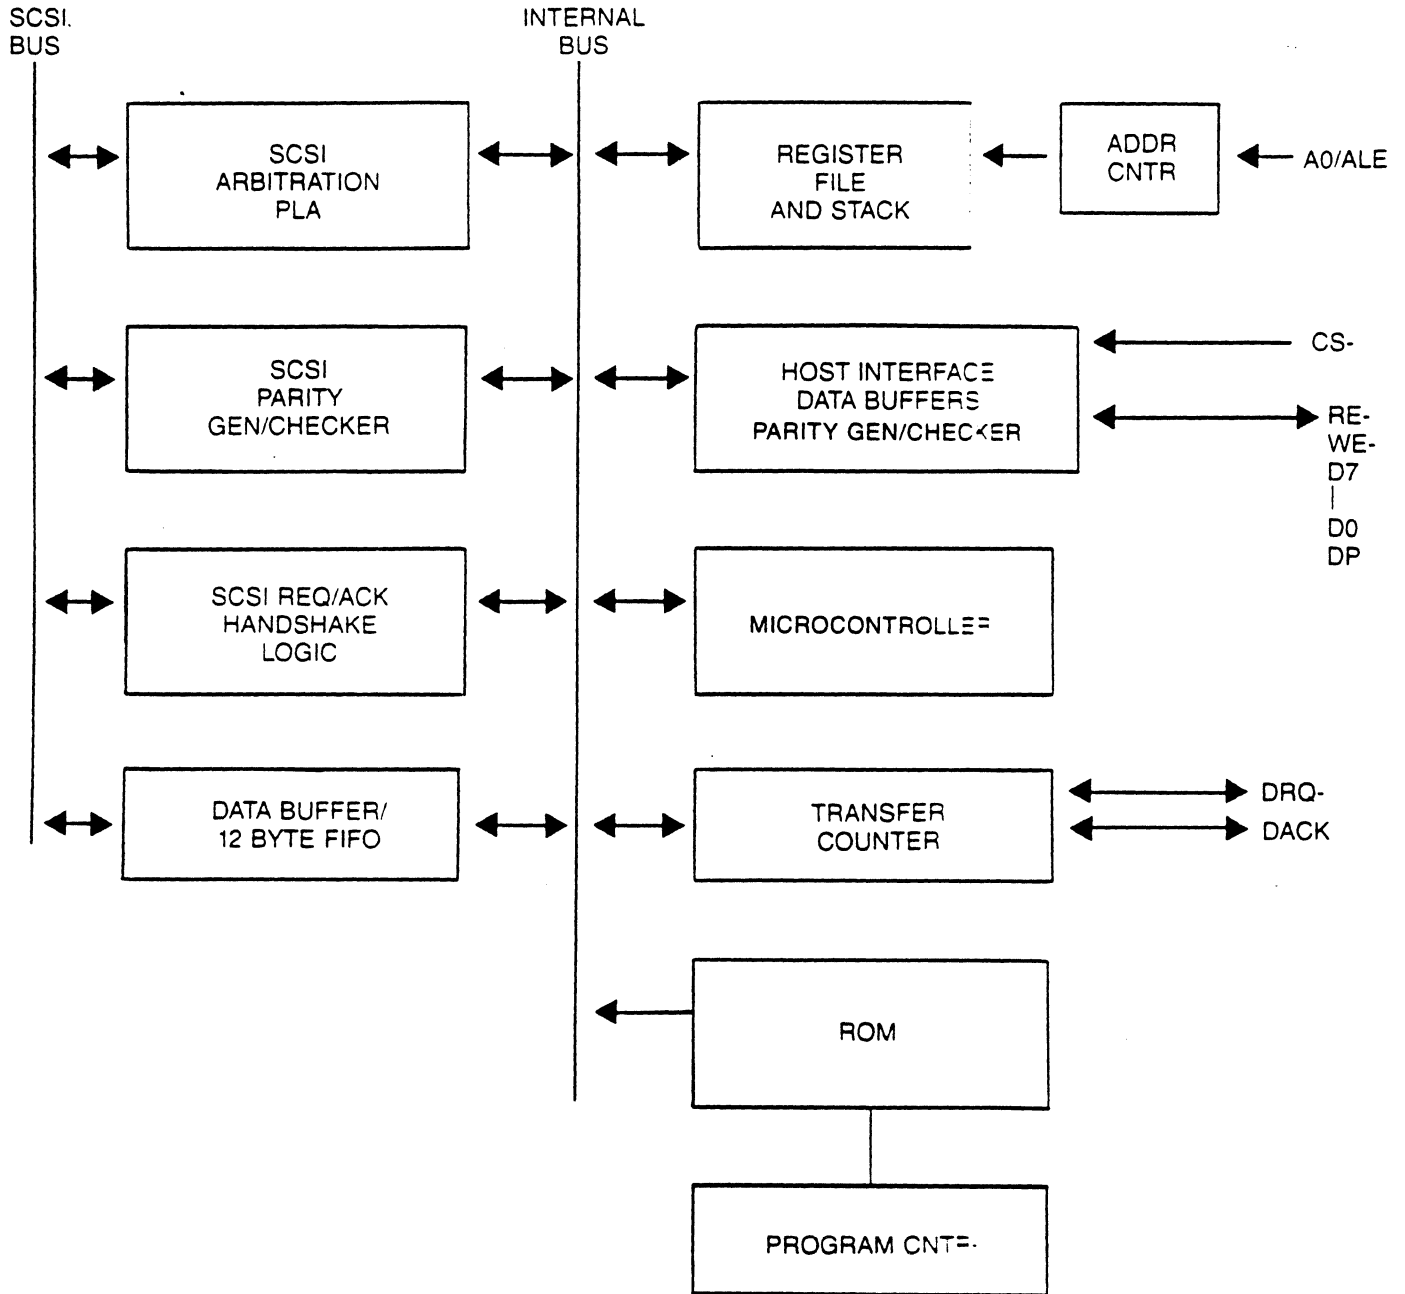 SCSI.
BUS
INTERNAL
BUS
SCSI
ARBITRATION
PLA
REGISTER
FILE
AND STACK
ADDR
CNTR
A0/ALE
SCSI
PARITY
GEN/CHECKER
HOST INTERFACE
DATA BUFFERS
PARITY GEN/CHECKER
CS-
RE-
WE-
D7
|
D0
DP
SCSI REQ/ACK
HANDSHAKE
LOGIC
MICROCONTROLLER
DATA BUFFER/
12 BYTE FIFO
TRANSFER
COUNTER
DRQ-
DACK
ROM
PROGRAM CNTR